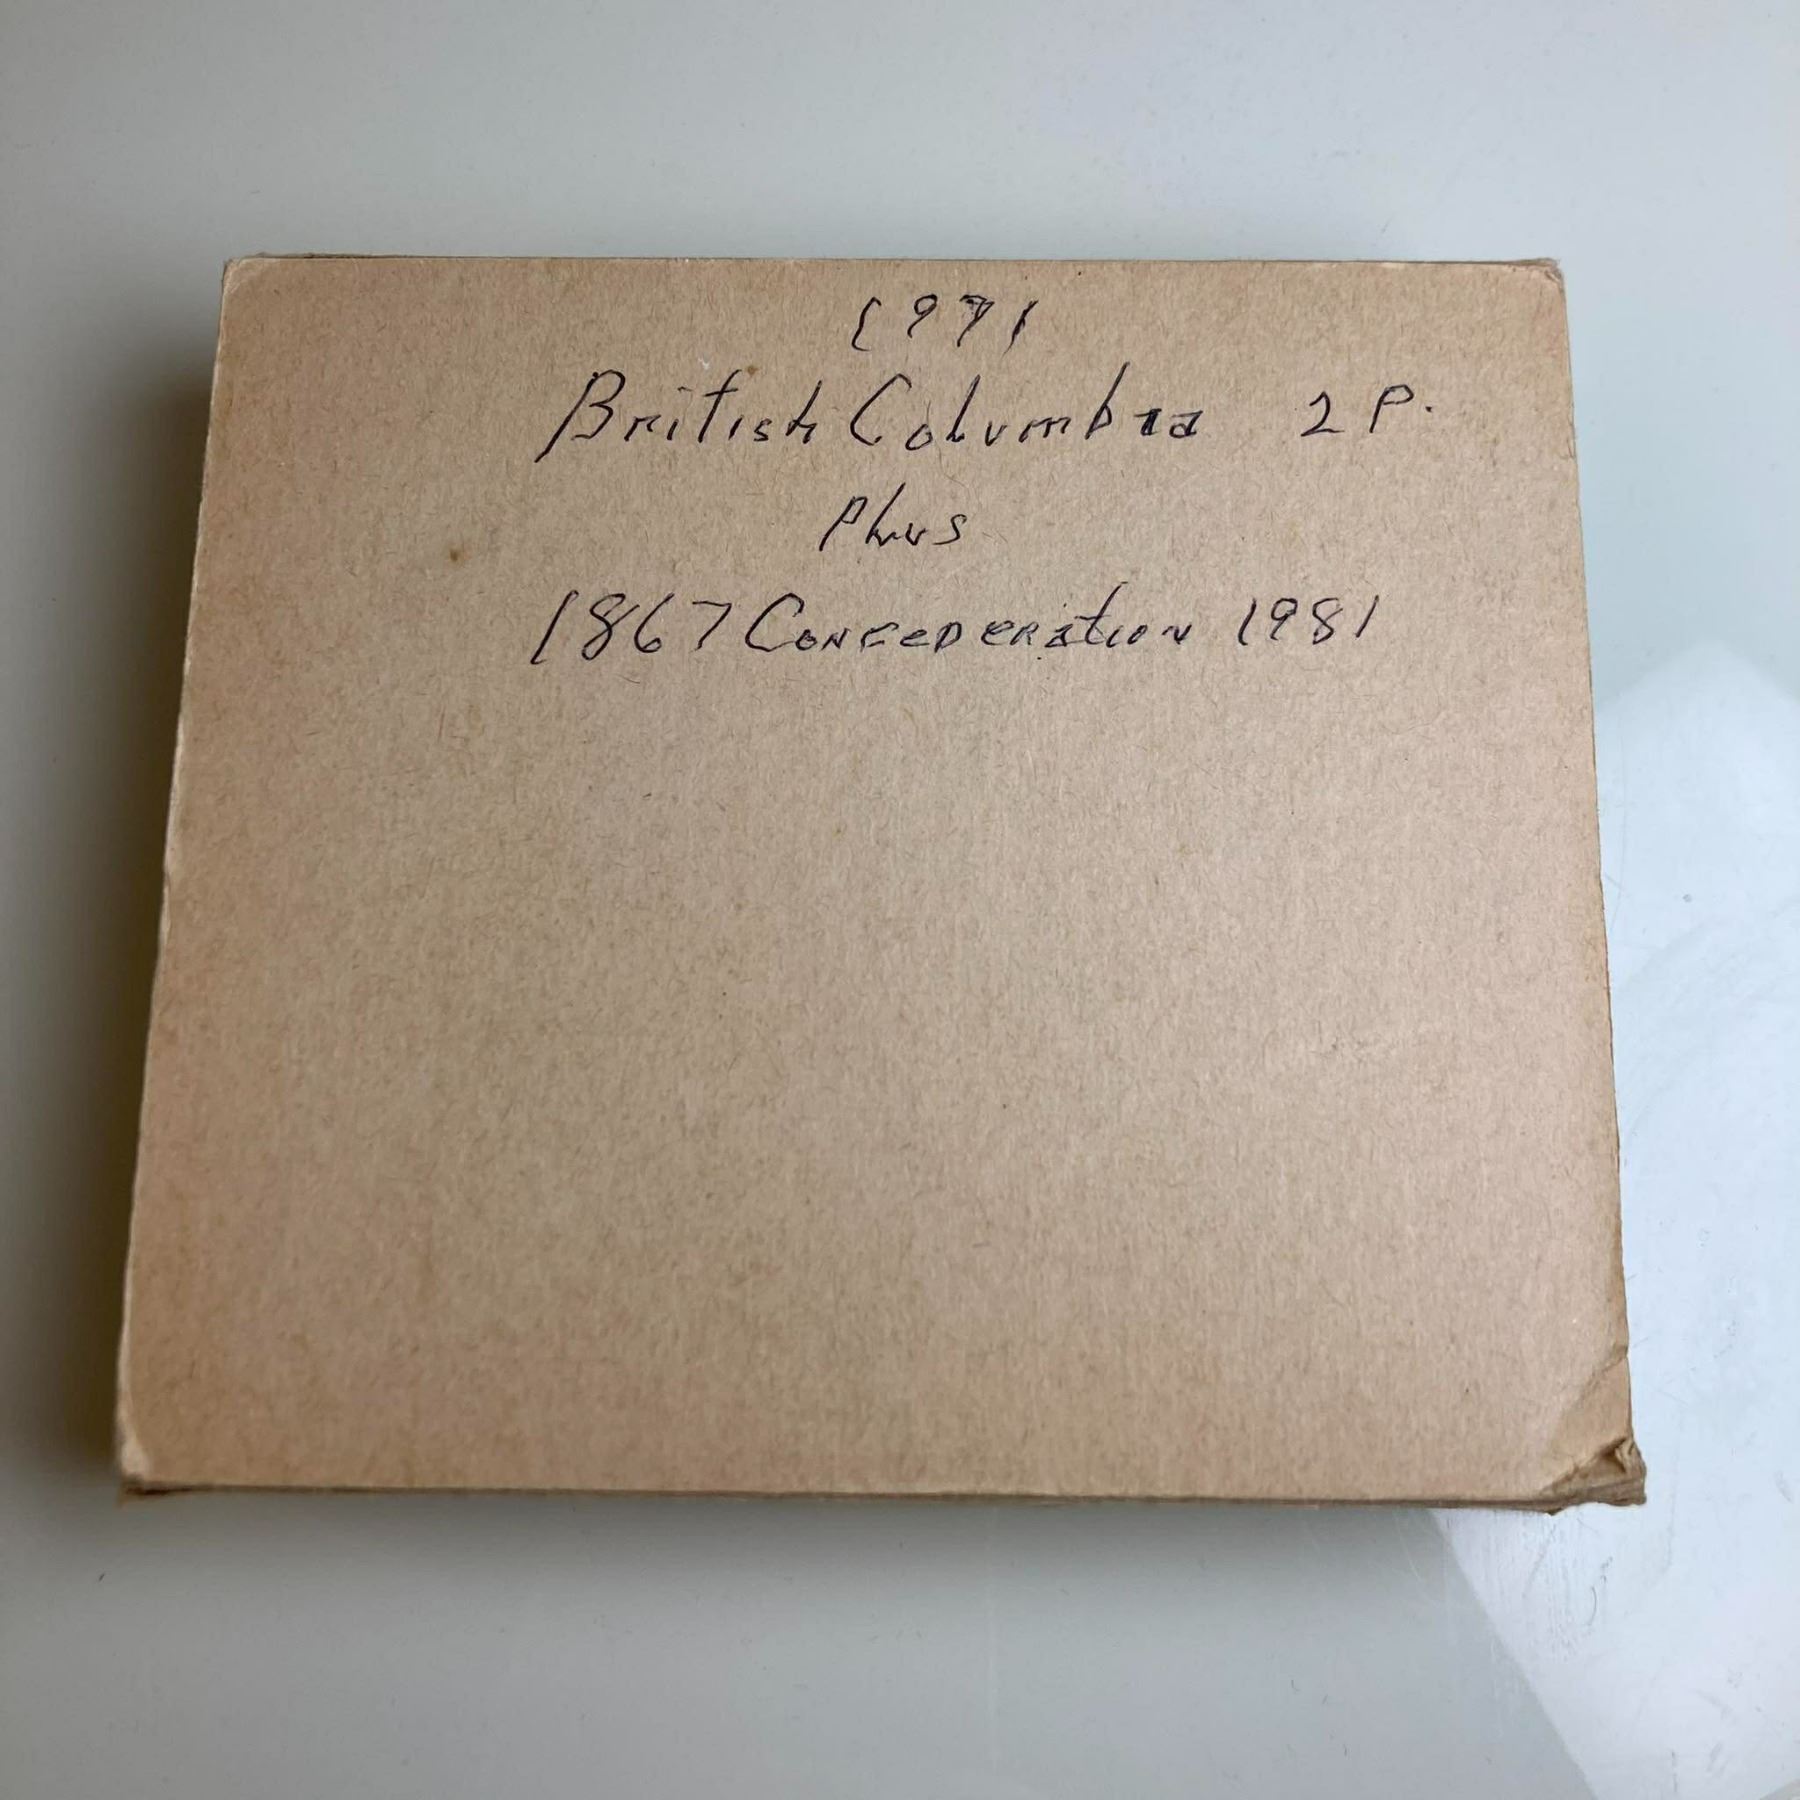 1971
British Columbia 2 P.
Plus
1867 Confederation 1981